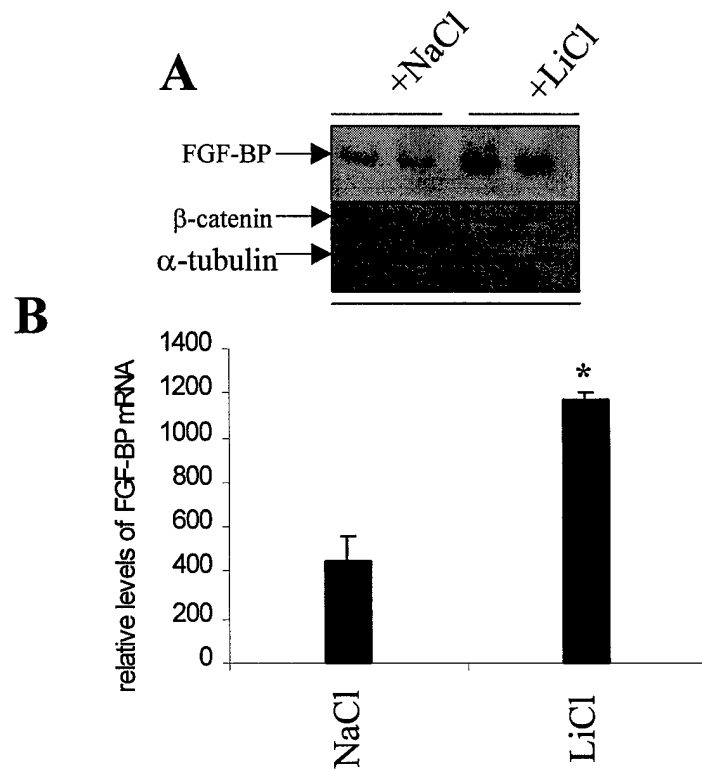 A
+NaCl
+LiCl
FGF-BP
β-catenin
α-tubulin
B
relative levels of FGF-BP mRNA
1400
1200
1000
800
600
400
200
0
*
NaCl
LiCl